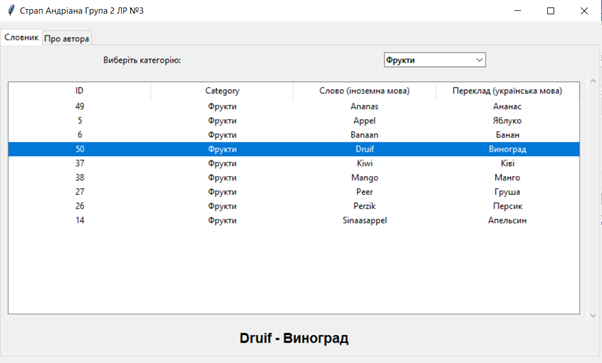 Страп Андріана Група 2 ЛР №3
Словник Про автора
Виберіть категорію: Фрукти
ID Category Слово (іноземна мова) Переклад (українська мова)
49 Фрукти Ananas Ананас
5 Фрукти Appel Яблуко
6 Фрукти Banaan Банан
50 Фрукти Druif Виноград
37 Фрукти Kiwi Ківі
38 Фрукти Mango Манго
27 Фрукти Peer Груша
26 Фрукти Perzik Персик
14 Фрукти Sinaasappel Апельсин
Druif - Виноград